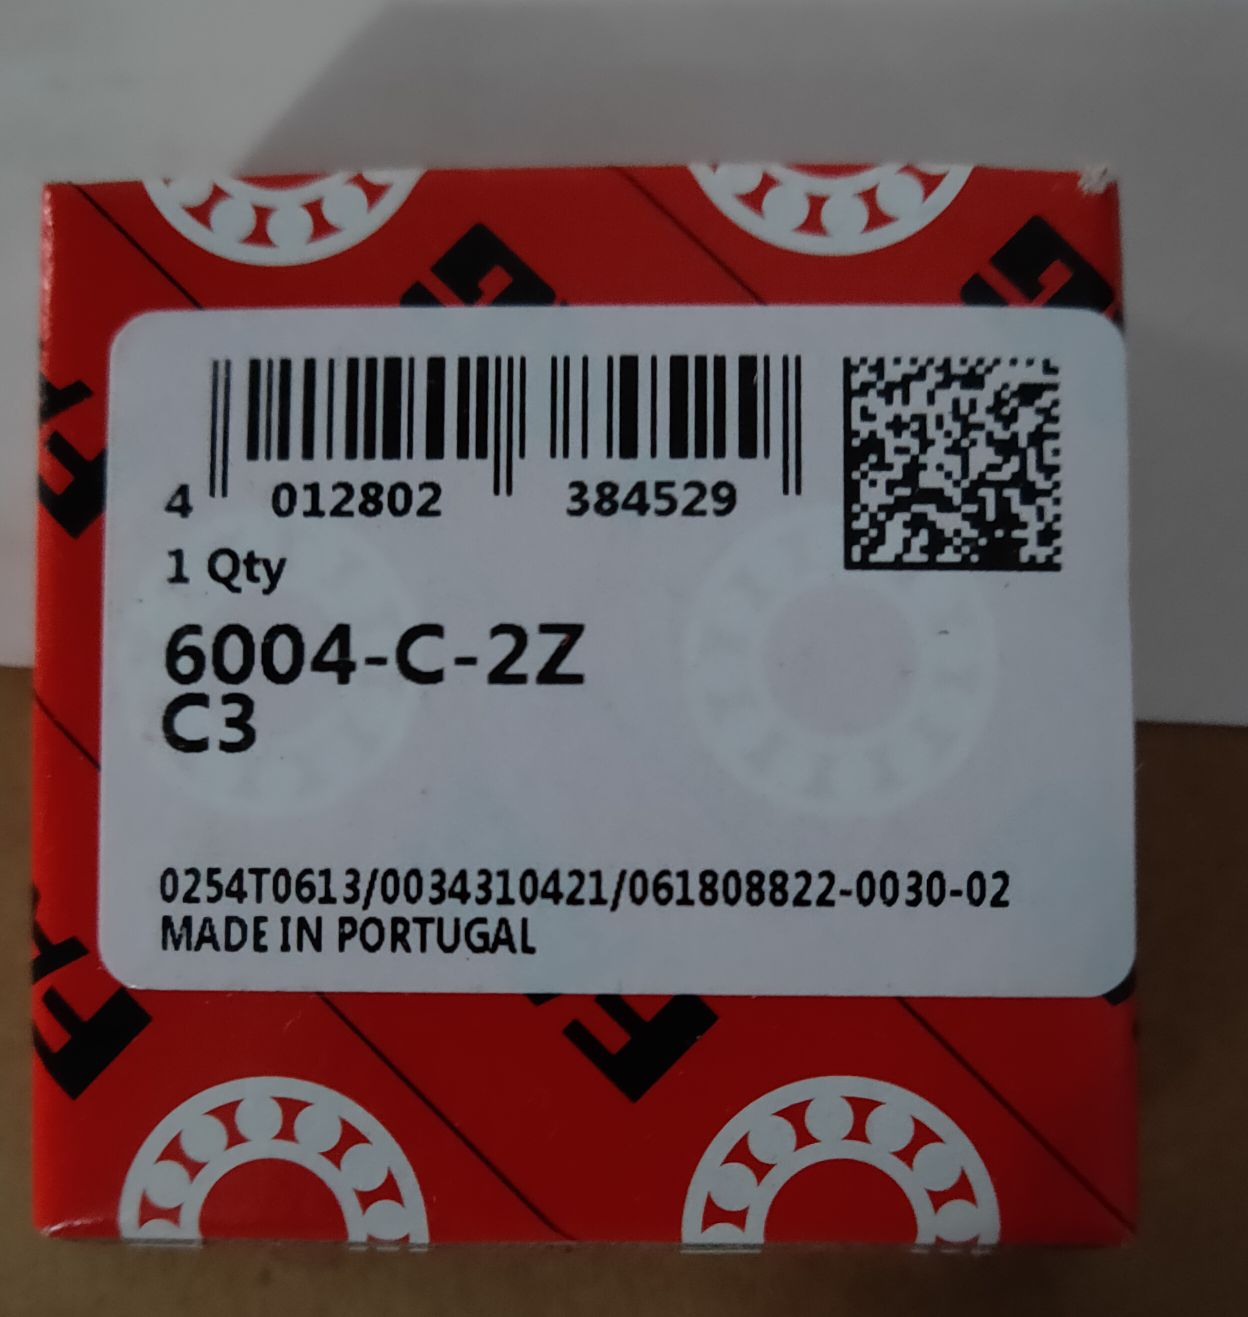 4 012802 384529
1 Qty
6004-C-2Z
C3
0254T0613/0034310421/061808822-0030-02
MADE IN PORTUGAL